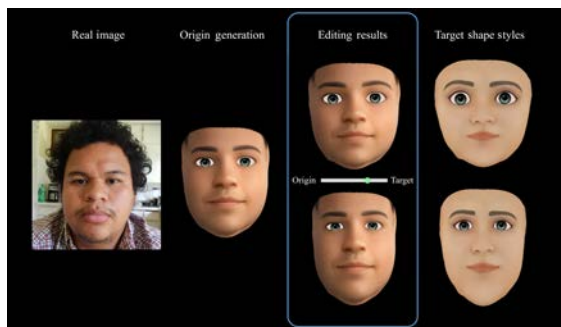 Real image
Origin generation
Editing results
Target shape styles
Origin
Target